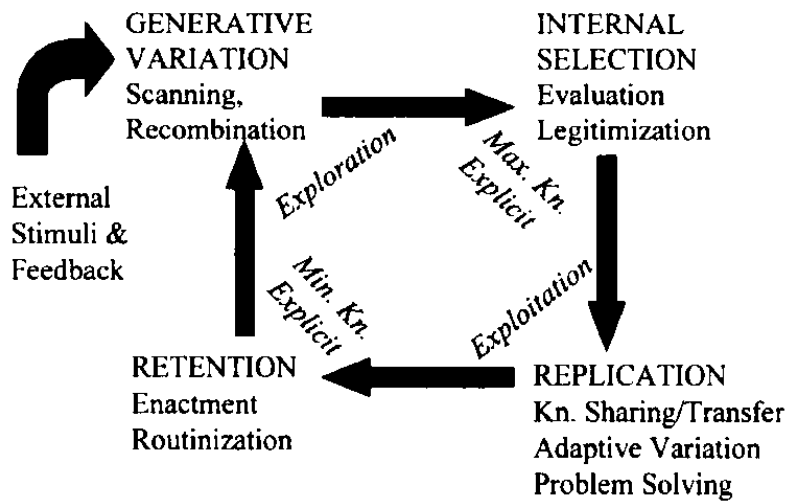 GENERATIVE
VARIATION
Scanning,
Recombination
INTERNAL
SELECTION
Evaluation
Legitimization
External
Stimuli &
Feedback
Exploration
Max. Kn.
Explicit
Min. Kn.
Explicit
Exploitation
RETENTION
Enactment
Routinization
REPLICATION
Kn. Sharing/Transfer
Adaptive Variation
Problem Solving